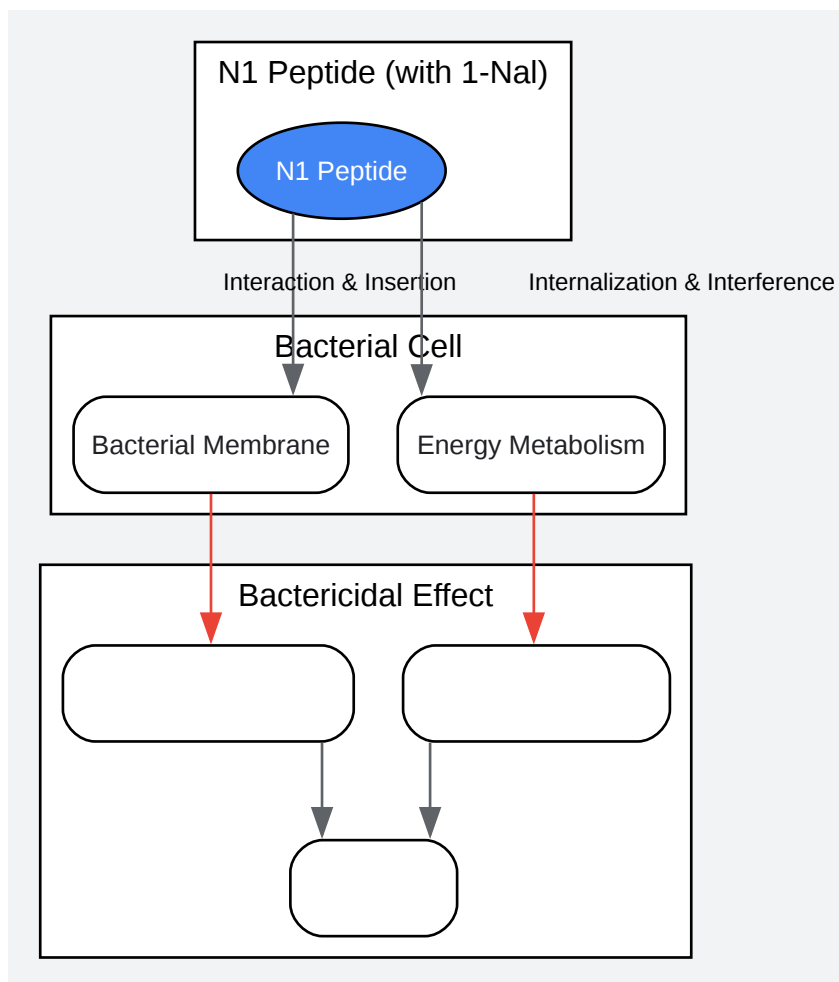 N1 Peptide (with 1-Nal)
N1 Peptide
Interaction & Insertion
Internalization & Interference
Bacterial Cell
Bacterial Membrane
Energy Metabolism
Bactericidal Effect